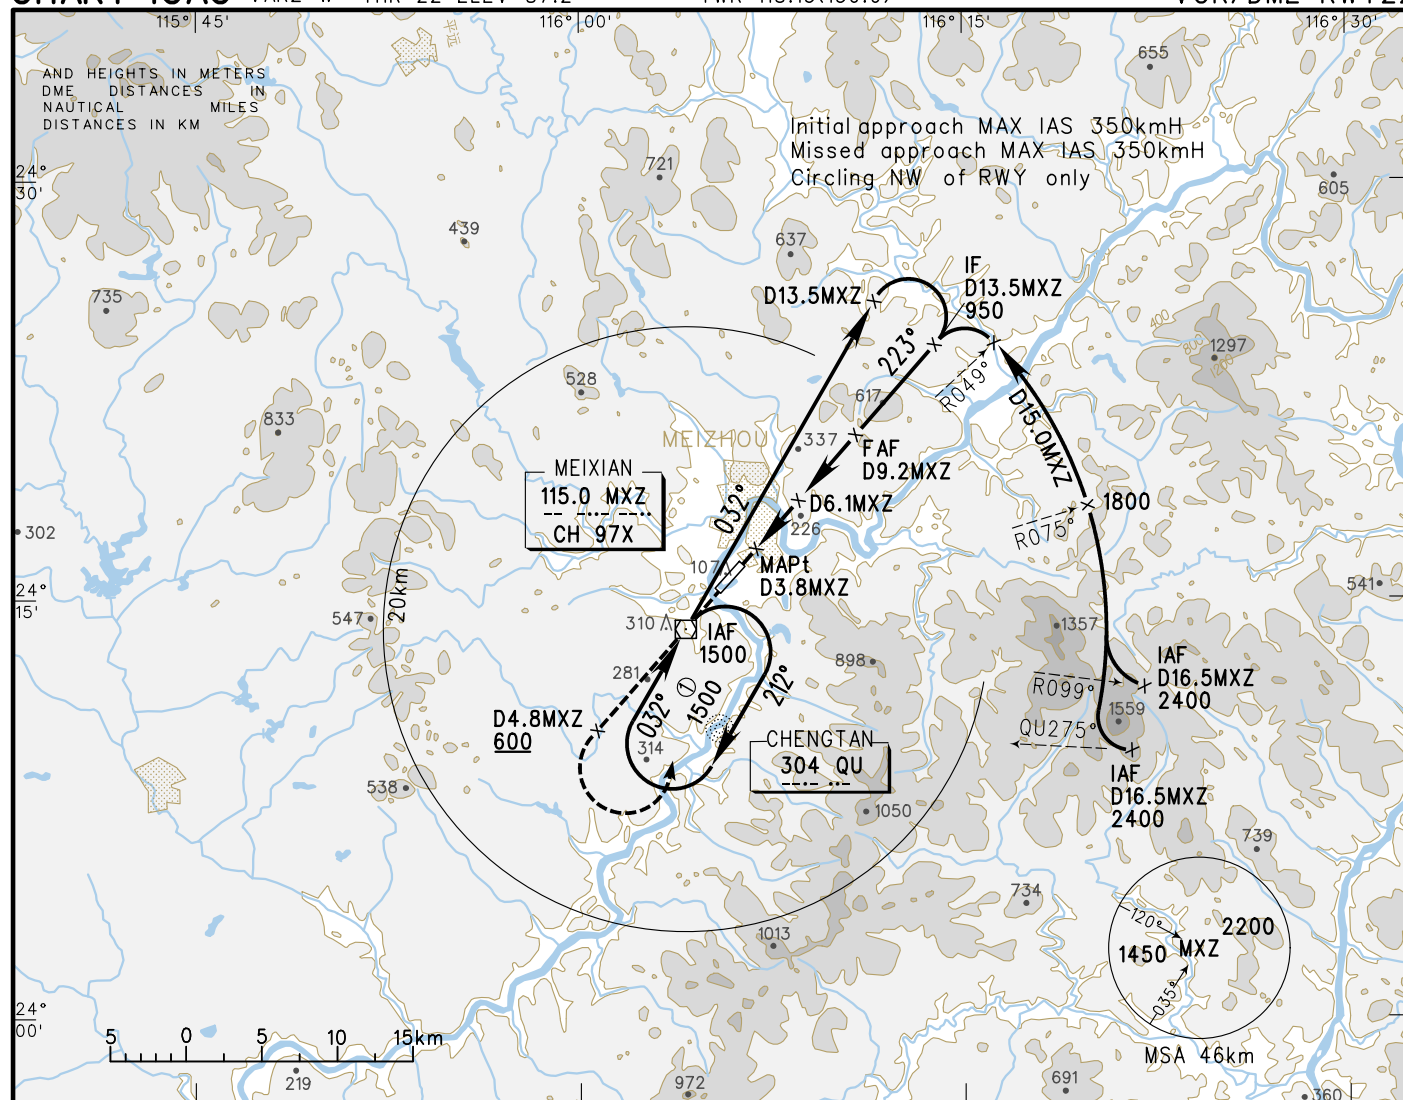 115° 45'
116° 00'
116° 15'
116° 30'
平远
AND HEIGHTS IN METERS
DME DISTANCES IN
NAUTICAL MILES
DISTANCES IN KM
655
Initial approach MAX IAS 350kmH
Missed approach MAX IAS 350kmH
Circling NW of RWY only
24°
30'
721
605
439
637
IF
D13.5MXZ
950
D13.5MXZ
735
400
800
1200
1297
223°
R049°
528
617
D15.0MXZ
833
MEIZHOU
337
FAF
D9.2MXZ
MEIXIAN
115.0 MXZ
CH 97X
032°
D6.1MXZ
1800
226
R075°
302
107
MAPt
D3.8MXZ
541
24°
15'
20km
547
310
IAF
1500
1357
898
IAF
D16.5MXZ
2400
281
R099°
032°
1
1500
212°
1559
D4.8MXZ
600
QU275°
314
CHENGTAN
304 QU
IAF
D16.5MXZ
2400
538
1050
739
734
120°
2200
1450
MXZ
035°
1013
24°
00'
5 0 5 10 15km
MSA 46km
219
972
691
360